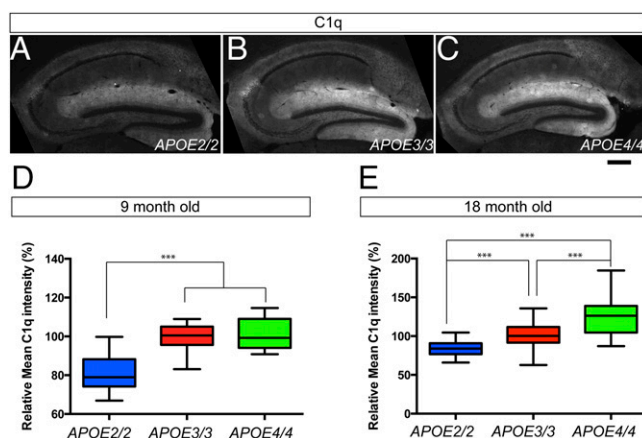 C1q
A
B
C
APOE2/2
APOE3/3
APOE4/4
D
9 month old
Relative Mean C1q intensity (%)
140
120
100
80
60
***
APOE2/2 APOE3/3 APOE4/4
E
18 month old
Relative Mean C1q intensity (%)
200
150
100
50
0
***
***
***
APOE2/2 APOE3/3 APOE4/4